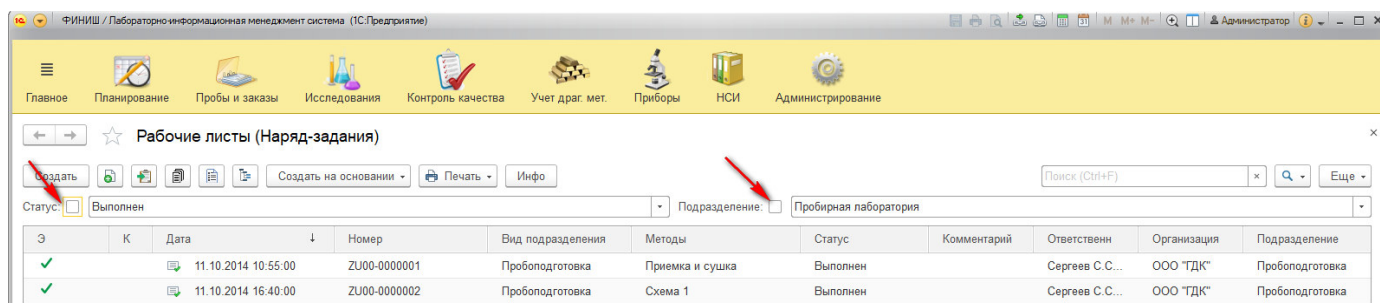 1С ФИНИШ / Лабораторно-информационная менеджмент система (1С:Предприятие) 31 M M+ M- Администратор
Главное Планирование Пробы и заказы Исследования Контроль качества Учет драг. мет. Приборы НСИ Администрирование
Рабочие листы (Наряд-задания)
Создать Создать на основании Печать Инфо Поиск (Ctrl+F) Еще
Статус: Выполнен Подразделение: Пробирная лаборатория
Э К Дата Номер Вид подразделения Методы Статус Комментарий Ответственн Организация Подразделение
11.10.2014 10:55:00 ZU00-0000001 Пробоподготовка Приемка и сушка Выполнен Сергеев С.С... ООО "ГДК" Пробоподготовка
11.10.2014 16:40:00 ZU00-0000002 Пробоподготовка Схема 1 Выполнен Сергеев С.С... ООО "ГДК" Пробоподготовка